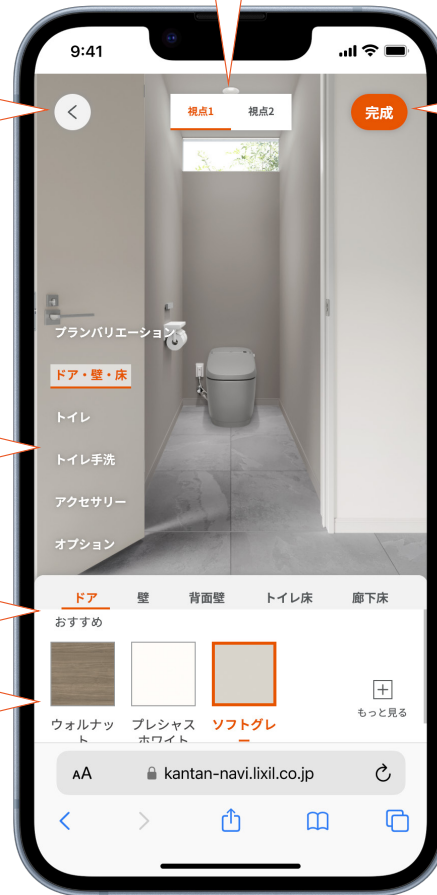 9:41
視点1 視点2
完成
プランバリエーション
ドア・壁・床
トイレ
トイレ手洗
アクセサリー
オプション
ドア 壁 背面壁 トイレ床 廊下床
おすすめ
ウォルナッ
ト
プレシャス
ホワイト
ソフトグレ
ー
もっと見る
AA kantan-navi.lixil.co.jp